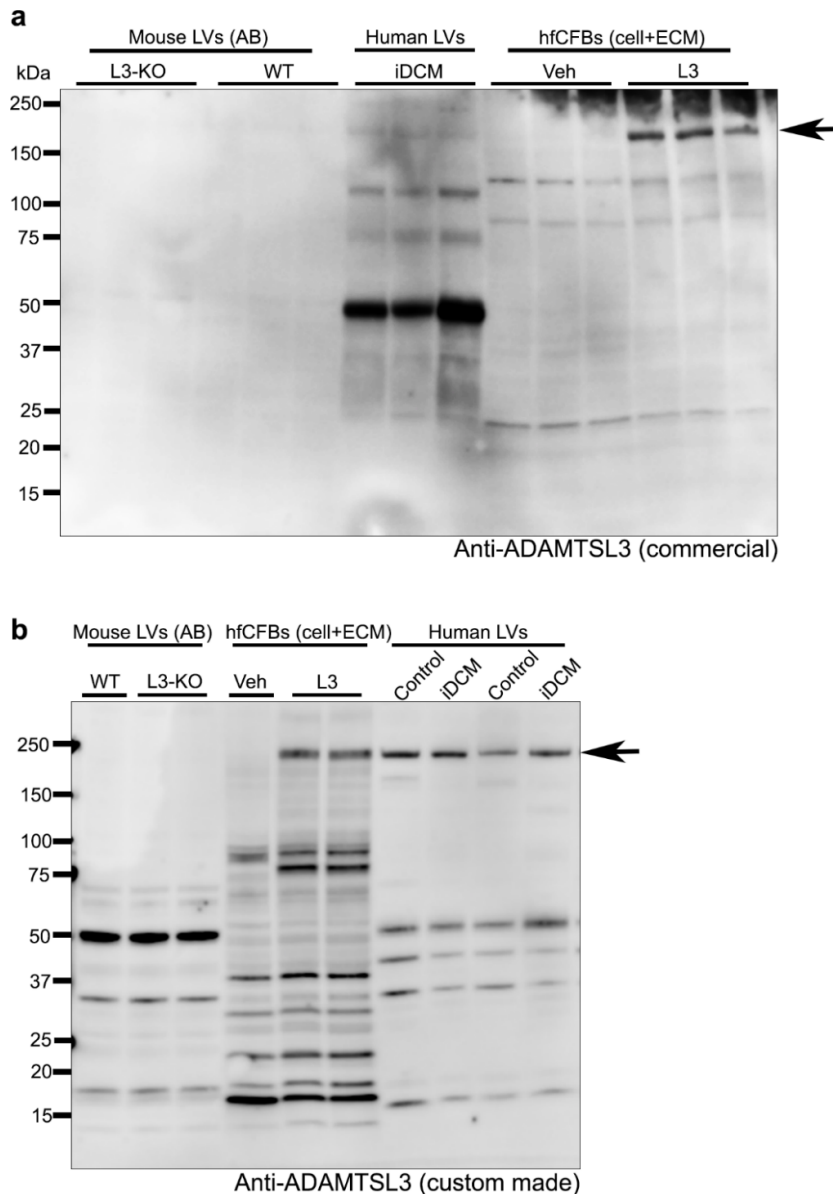 a
Mouse LVs (AB) Human LVs hfCFBs (cell+ECM)
kDa L3-KO WT iDCM Veh L3
250
150
100
75
50
37
25
20
15
Anti-ADAMTSL3 (commercial)
b
Mouse LVs (AB) hfCFBs (cell+ECM) Human LVs
WT L3-KO Veh L3 Control iDCM Control iDCM
250
150
100
75
50
37
25
20
15
Anti-ADAMTSL3 (custom made)